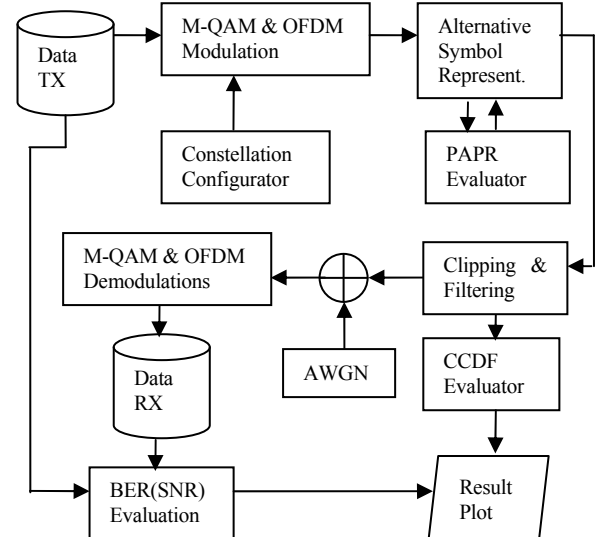 Data
TX
M-QAM & OFDM
Modulation
Alternative
Symbol
Represent.
Constellation
Configurator
PAPR
Evaluator
M-QAM & OFDM
Demodulations
Clipping &
Filtering
Data
RX
AWGN
CCDF
Evaluator
BER(SNR)
Evaluation
Result
Plot